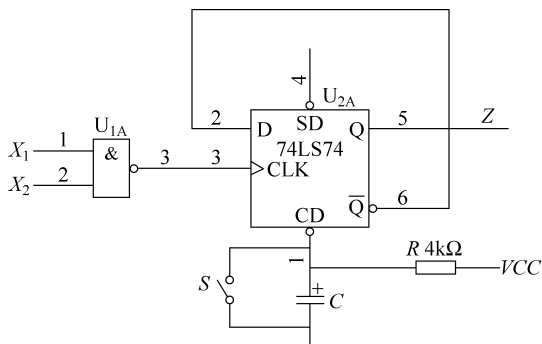 4
U2A
2
D
SD
Q
5
Z
U1A
74LS74
X1
1
&
3
3
CLK
X2
2
Q̅
6
CD
1
R 4kΩ
VCC
S
+
C